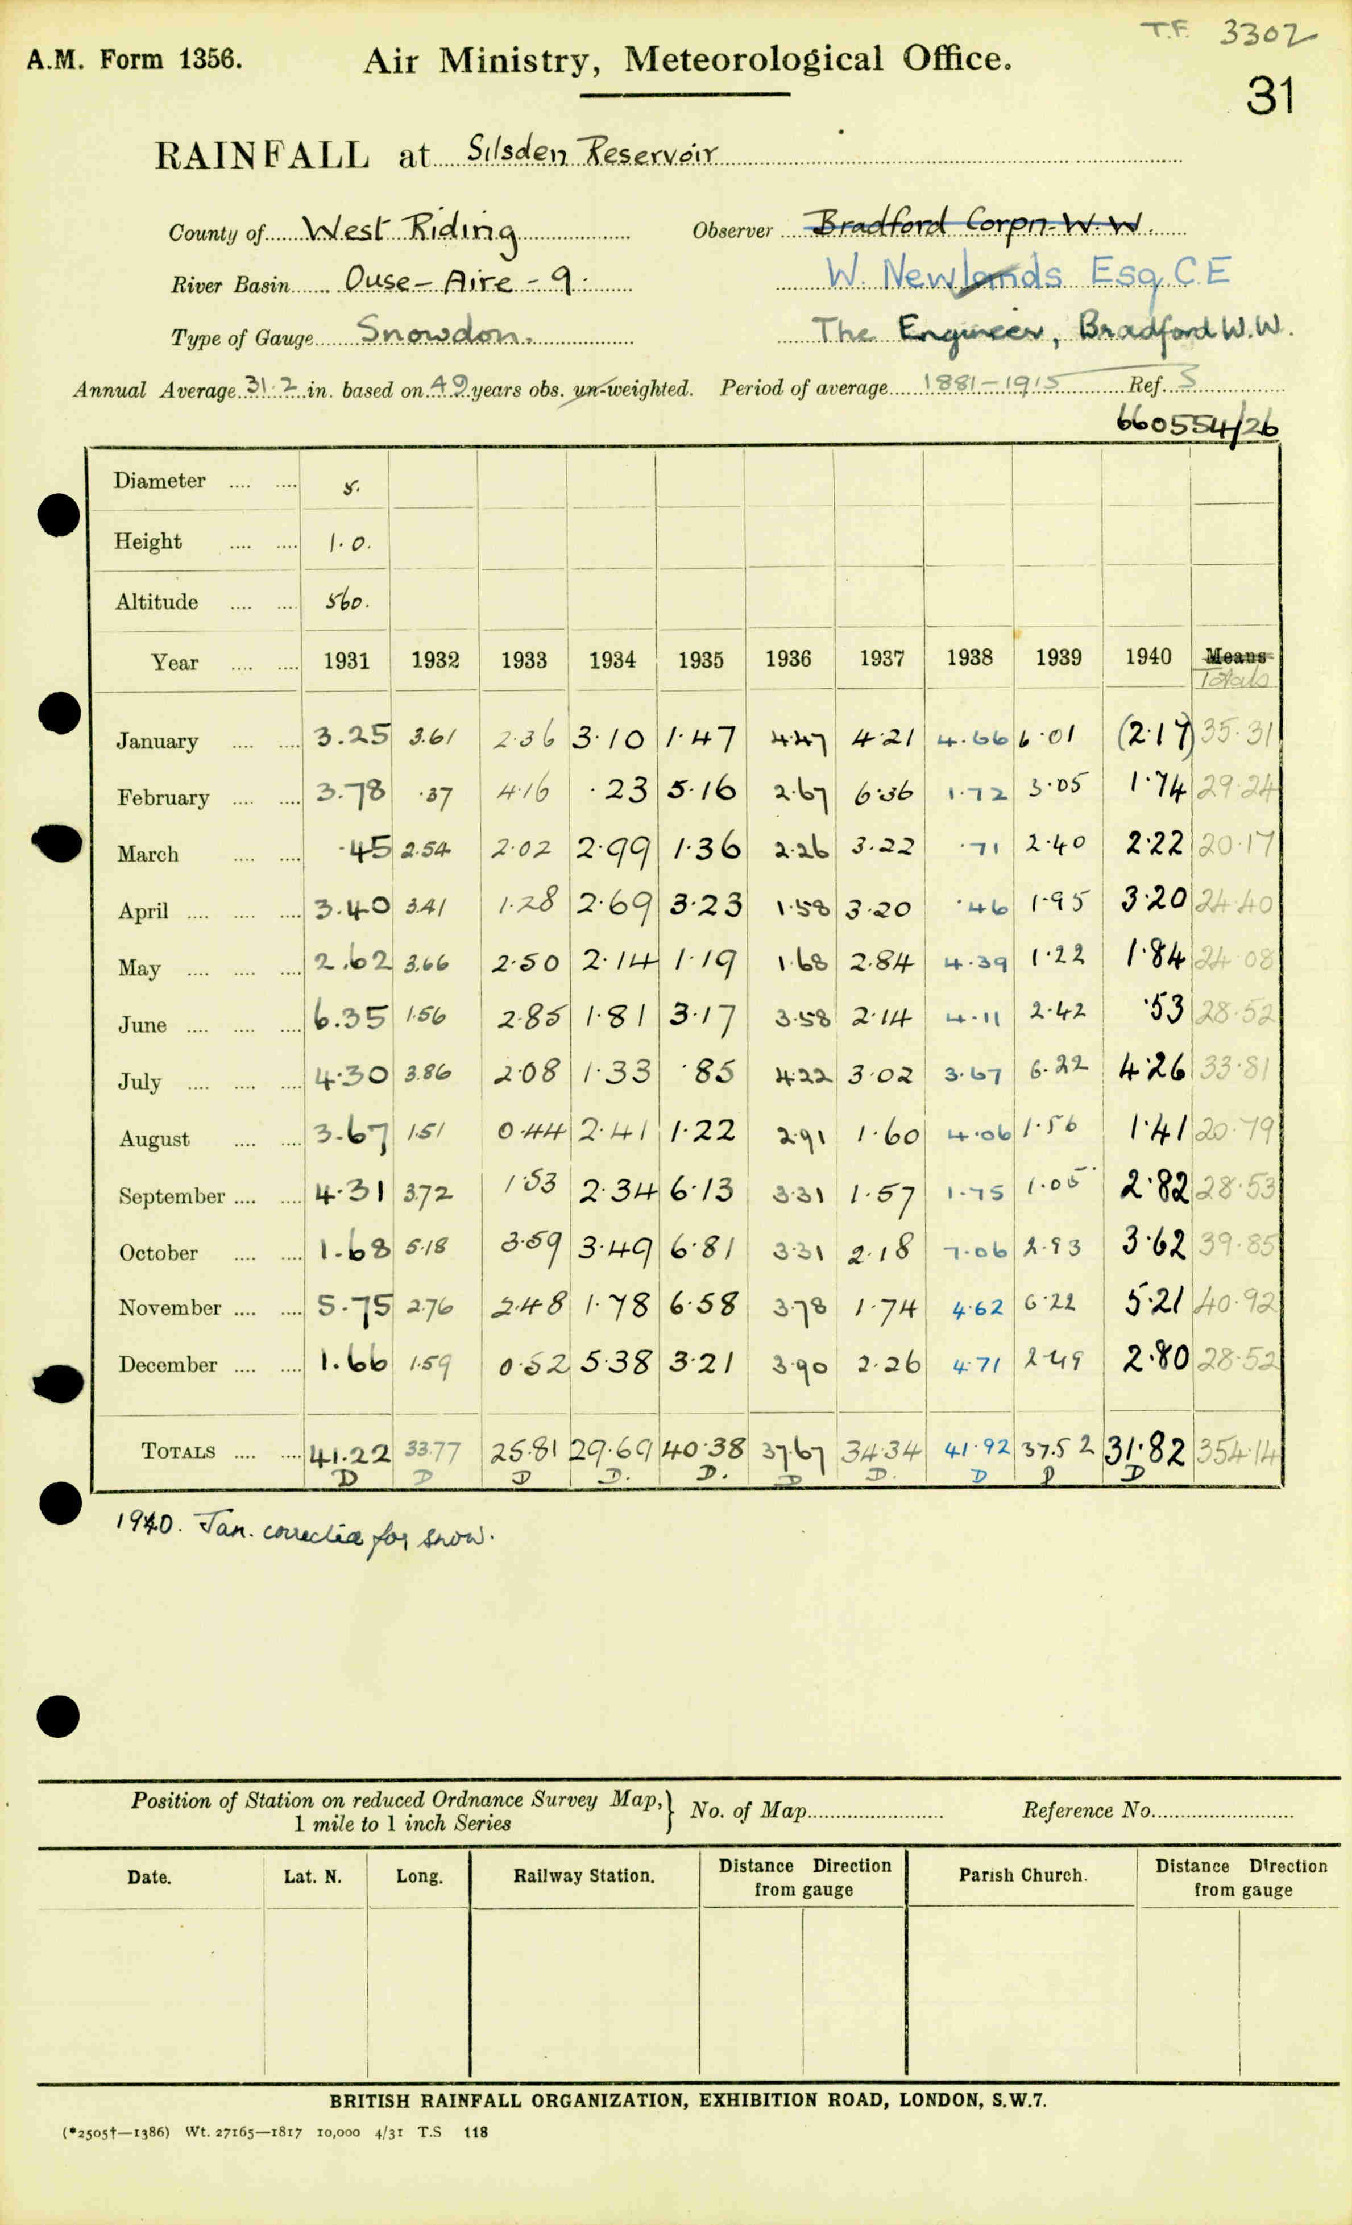 T.F. 3302
A.M. Form 1356. Air Ministry, Meteorological Office.
31
RAINFALL at Silsden Reservoir
County of West Riding Observer Bradford Corpn. W.W.
River Basin Ouse - Aire - 9. W. Newlands Esq. C.E
Type of Gauge Snowdon. The Engineer, Bradford W.W.
Annual Average 31.2 in. based on 49 years obs. un-weighted. Period of average 1881-1915 Ref. S
660554/26
Diameter .... .... 5.
Height .... .... 1.0.
Altitude .... .... 560.
Year .... .... 1931 1932 1933 1934 1935 1936 1937 1938 1939 1940 Means
Totals
January .... .... 3.25 3.61 2.36 3.10 1.47 4.47 4.21 4.66 6.01 (2.17) 35.31
February .... .... 3.78 .37 4.16 .23 5.16 2.67 6.36 1.72 3.05 1.74 29.24
March .... .... .45 2.54 2.02 2.99 1.36 2.26 3.22 .71 2.40 2.22 20.17
April .... .... .... 3.40 3.41 1.28 2.69 3.23 1.58 3.20 .46 1.95 3.20 24.40
May .... .... .... 2.62 3.66 2.50 2.14 1.19 1.68 2.84 4.39 1.22 1.84 24.08
June .... .... .... 6.35 1.56 2.85 1.81 3.17 3.58 2.14 4.11 2.42 .53 28.52
July .... .... .... 4.30 3.86 2.08 1.33 .85 4.22 3.02 3.67 6.22 4.26 33.81
August .... .... 3.67 1.51 0.44 2.41 1.22 2.91 1.60 4.06 1.56 1.41 20.79
September .... .... 4.31 3.72 1.53 2.34 6.13 3.31 1.57 1.75 1.05 2.82 28.53
October .... .... 1.68 5.18 3.59 3.49 6.81 3.31 2.18 7.06 2.93 3.62 39.85
November .... .... 5.75 2.76 2.48 1.78 6.58 3.78 1.74 4.62 6.22 5.21 40.92
December .... .... 1.66 1.59 0.52 5.38 3.21 3.90 2.26 4.71 2.49 2.80 28.52
TOTALS .... .... 41.22 33.77 25.81 29.69 40.38 37.67 34.34 41.92 37.52 31.82 354.14
D D D D. D. D D. D D D
1940. Jan. corrected for snow.
Position of Station on reduced Ordnance Survey Map,} No. of Map Reference No.
1 mile to 1 inch Series
Date. Lat. N. Long. Railway Station. Distance Direction Parish Church. Distance Direction
from gauge from gauge
BRITISH RAINFALL ORGANIZATION, EXHIBITION ROAD, LONDON, S.W.7.
(*2505†—1386) Wt. 27165—1817 10,000 4/31 T.S 118